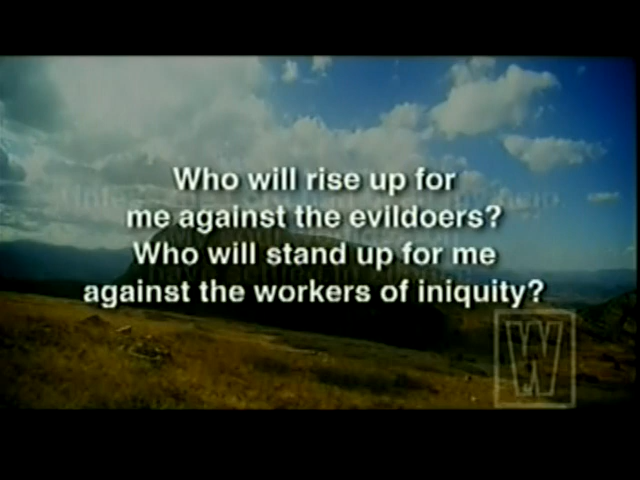 Who will rise up for
me against the evildoers?
Who will stand up for me
against the workers of iniquity?
W